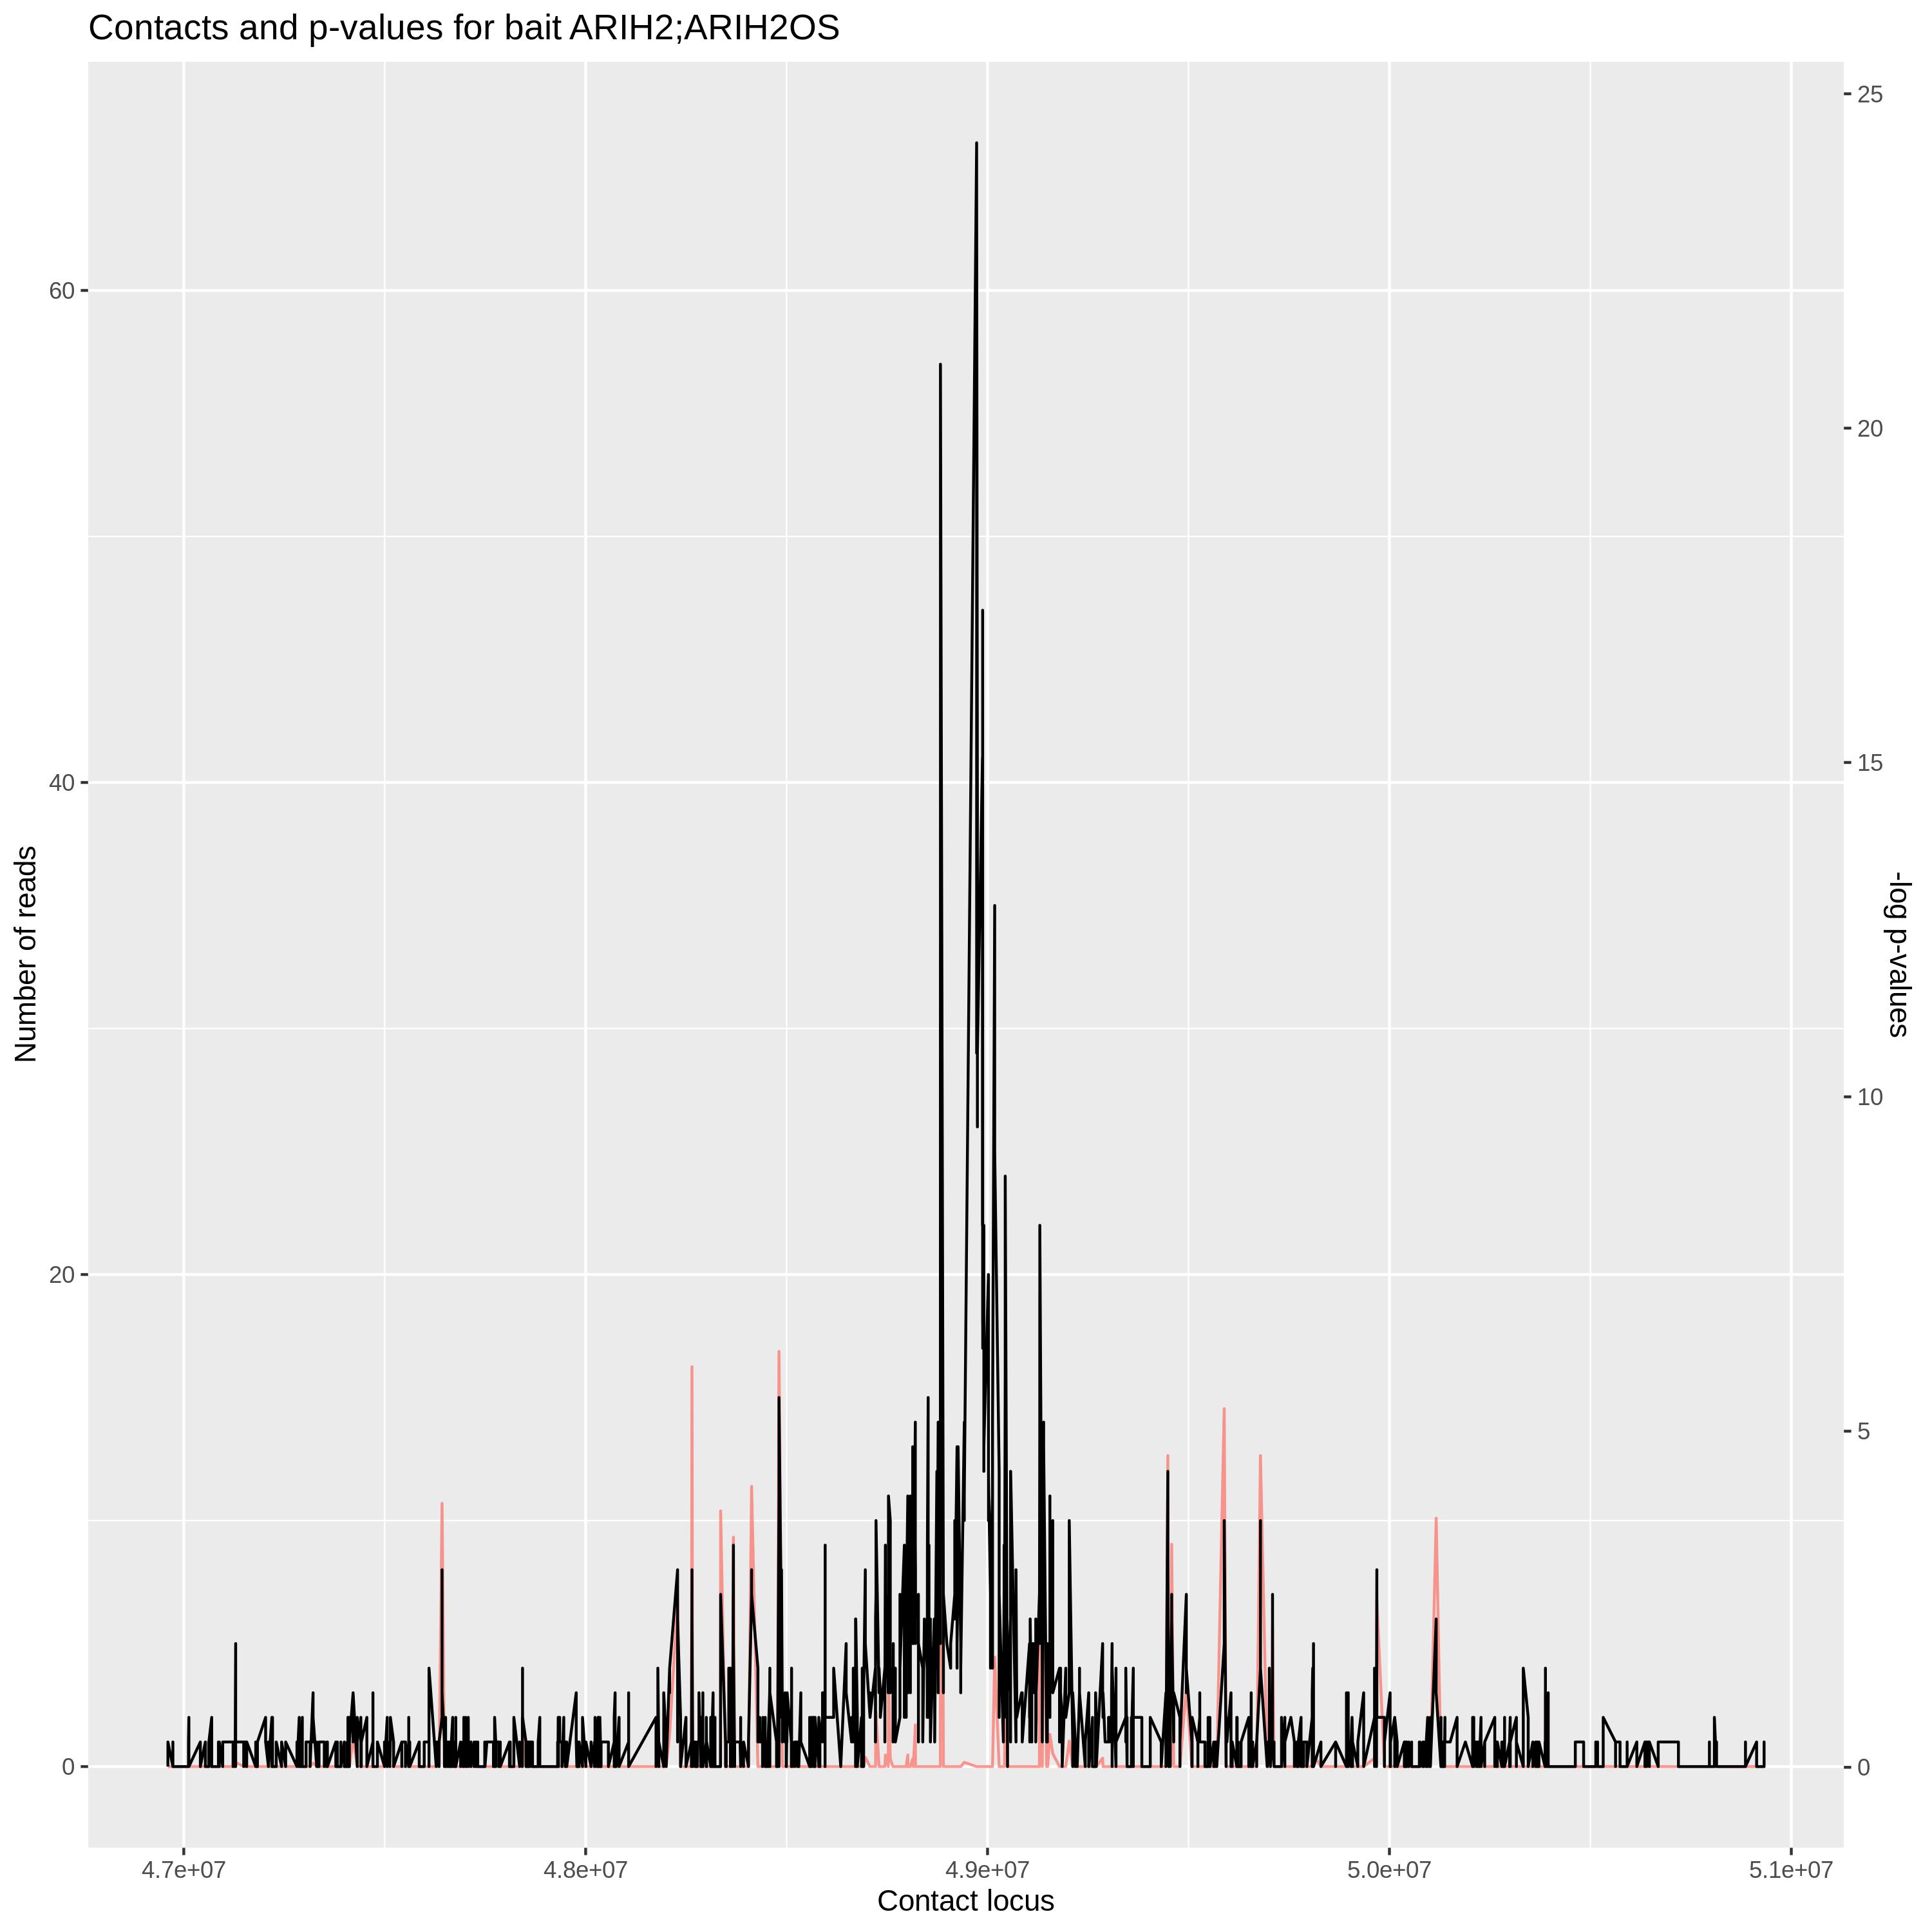 Contacts and p-values for bait ARIH2;ARIH2OS
60
40
20
0
Number of reads
25
20
15
10
5
0
-log p-values
4.7e+07
4.8e+07
4.9e+07
5.0e+07
5.1e+07
Contact locus